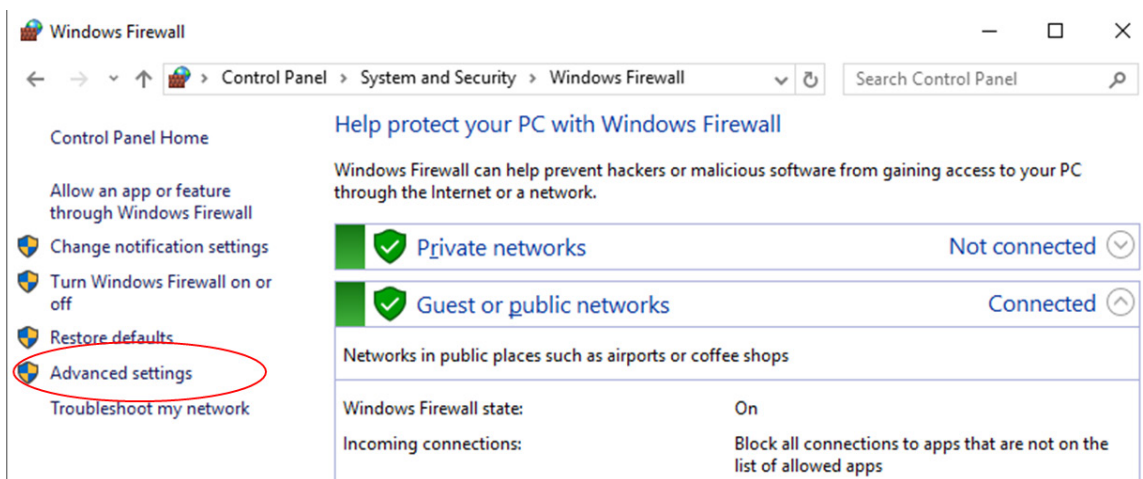 Windows Firewall
Control Panel > System and Security > Windows Firewall
Search Control Panel
Control Panel Home
Allow an app or feature
through Windows Firewall
Change notification settings
Turn Windows Firewall on or
off
Restore defaults
Advanced settings
Troubleshoot my network
Help protect your PC with Windows Firewall
Windows Firewall can help prevent hackers or malicious software from gaining access to your PC
through the Internet or a network.
Private networks Not connected
Guest or public networks Connected
Networks in public places such as airports or coffee shops
Windows Firewall state: On
Incoming connections: Block all connections to apps that are not on the
list of allowed apps